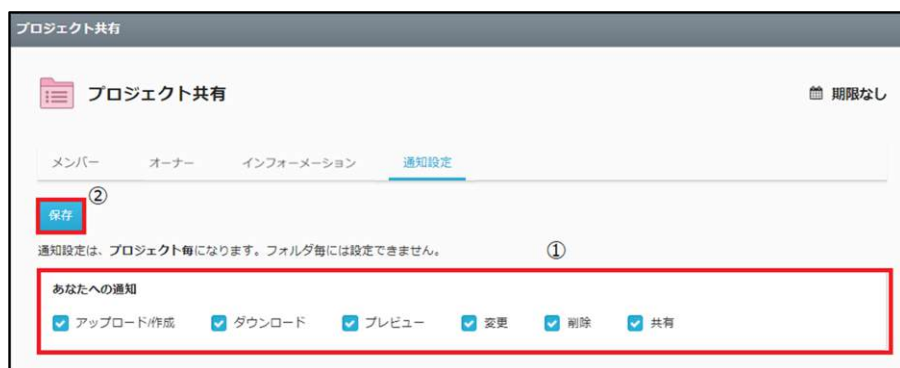 プロジェクト共有
プロジェクト共有
期限なし
メンバー オーナー インフォーメーション 通知設定
②
保存
通知設定は、プロジェクト毎になります。フォルダ毎には設定できません。
①
あなたへの通知
アップロード/作成 ダウンロード プレビュー 変更 削除 共有